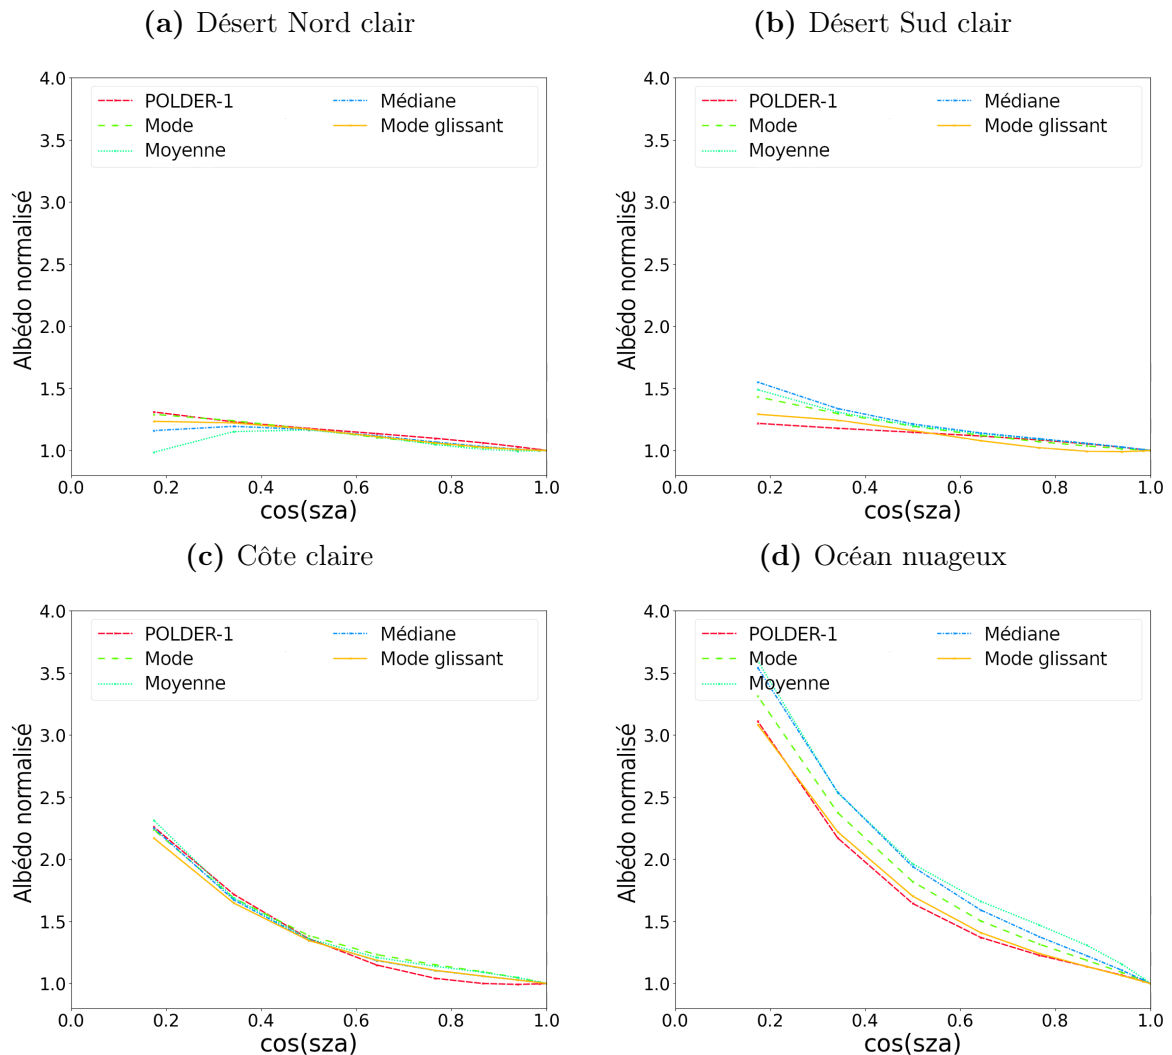 (a) Désert Nord clair
4.0
3.5
3.0
2.5
2.0
1.5
1.0
Albédo normalisé
POLDER-1
Mode
Moyenne
Médiane
Mode glissant
0.0 0.2 0.4 0.6 0.8 1.0
cos(sza)
(b) Désert Sud clair
4.0
3.5
3.0
2.5
2.0
1.5
1.0
Albédo normalisé
POLDER-1
Mode
Moyenne
Médiane
Mode glissant
0.0 0.2 0.4 0.6 0.8 1.0
cos(sza)
(c) Côte claire
4.0
3.5
3.0
2.5
2.0
1.5
1.0
Albédo normalisé
POLDER-1
Mode
Moyenne
Médiane
Mode glissant
0.0 0.2 0.4 0.6 0.8 1.0
cos(sza)
(d) Océan nuageux
4.0
3.5
3.0
2.5
2.0
1.5
1.0
Albédo normalisé
POLDER-1
Mode
Moyenne
Médiane
Mode glissant
0.0 0.2 0.4 0.6 0.8 1.0
cos(sza)